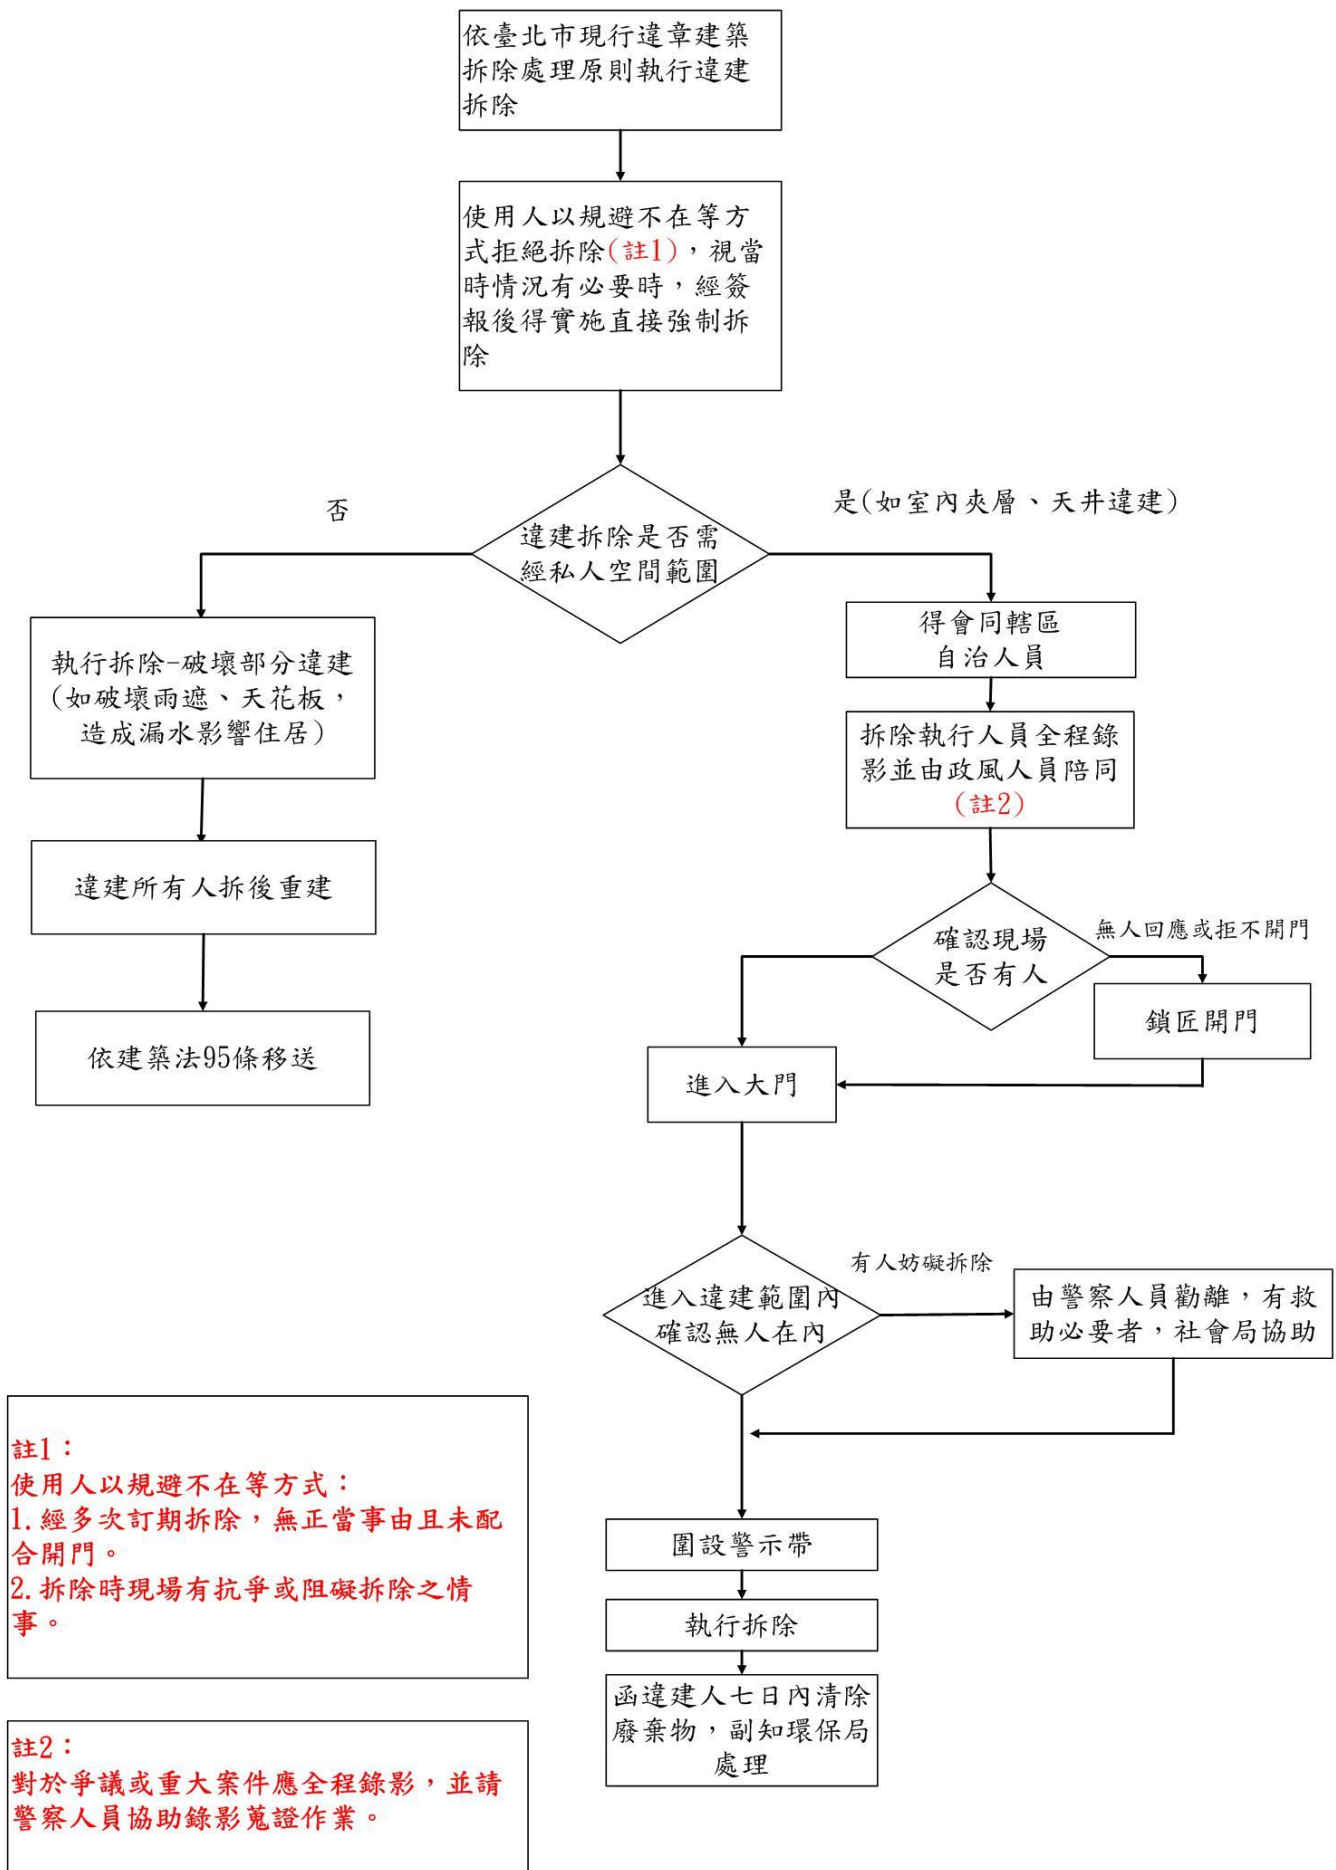 依臺北市現行違章建築
拆除處理原則執行違建
拆除
使用人以規避不在等方
式拒絕拆除(註1)，視當
時情況有必要時，經簽
報後得實施直接強制拆
除
違建拆除是否需
經私人空間範圍
否
是(如室內夾層、天井違建)
執行拆除-破壞部分違建
(如破壞雨遮、天花板，
造成漏水影響住居)
違建所有人拆後重建
依建築法95條移送
得會同轄區
自治人員
拆除執行人員全程錄
影並由政風人員陪同
(註2)
確認現場
是否有人
無人回應或拒不開門
鎖匠開門
進入大門
進入違建範圍內
確認無人在內
有人妨礙拆除
由警察人員勸離，有救
助必要者，社會局協助
圍設警示帶
執行拆除
函違建人七日內清除
廢棄物，副知環保局
處理
註1：
使用人以規避不在等方式：
1.經多次訂期拆除，無正當事由且未配
合開門。
2.拆除時現場有抗爭或阻礙拆除之情
事。
註2：
對於爭議或重大案件應全程錄影，並請
警察人員協助錄影蒐證作業。